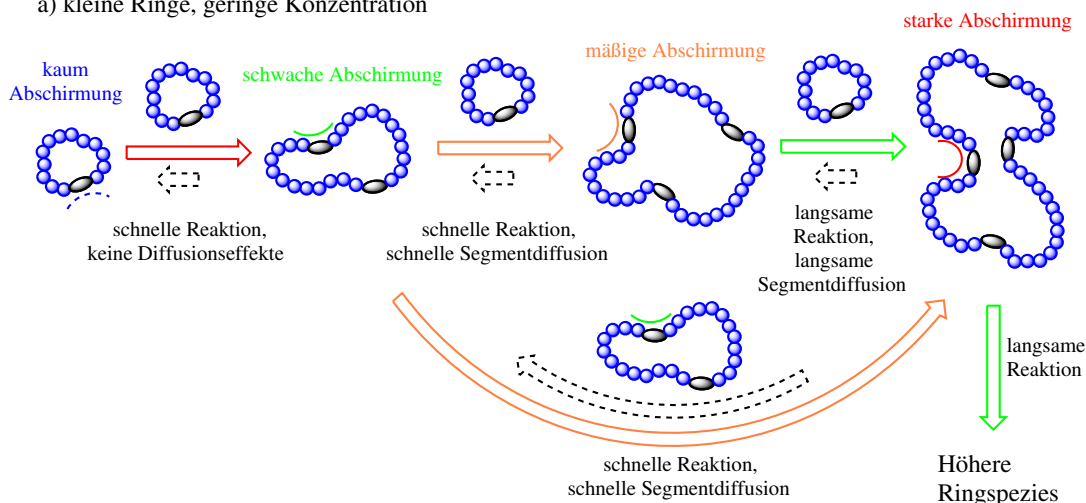 a) kleine Ringe, geringe Konzentration
starke Abschirmung
mäßige Abschirmung
kaum
Abschirmung
schwache Abschirmung
schnelle Reaktion,
keine Diffusionseffekte
schnelle Reaktion,
schnelle Segmentdiffusion
langsame
Reaktion,
langsame
Segmentdiffusion
langsame
Reaktion
schnelle Reaktion,
schnelle Segmentdiffusion
Höhere
Ringspezies